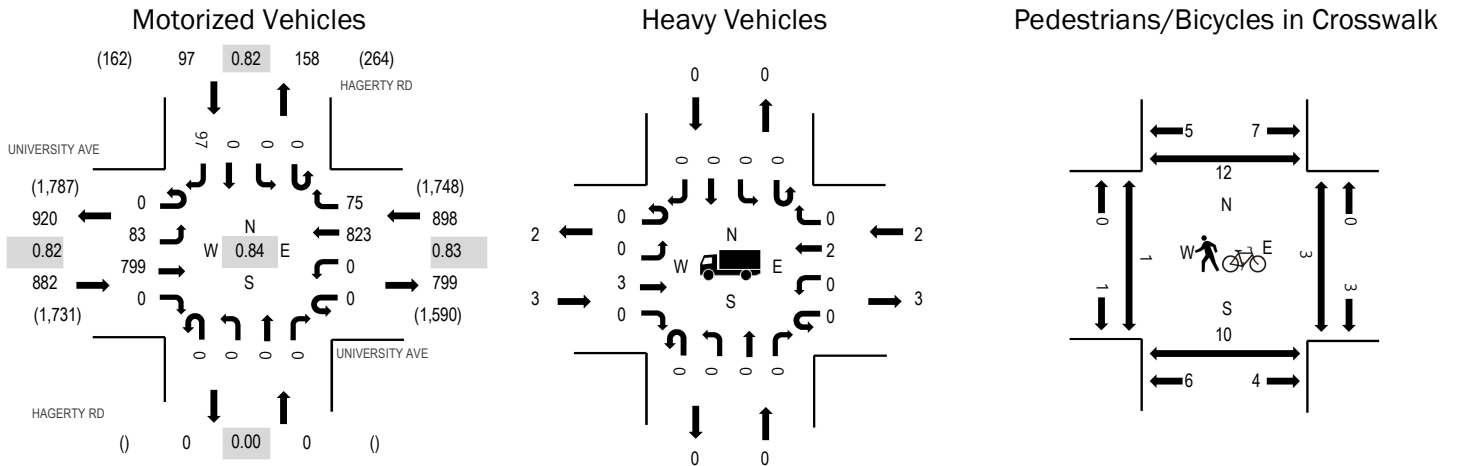 Motorized Vehicles
(162) 97 0.82 158 (264)
HAGERTY RD
97 0 0 0
UNIVERSITY AVE
(1,787) 0 75 (1,748)
920 83 N 823 898
0.82 W 0.84 E 0.83
882 799 S 0 799
(1,731) 0 0 (1,590)
0 0 0 0
UNIVERSITY AVE
HAGERTY RD
() 0 0.00 0 ()
Heavy Vehicles
0 0
0 0 0 0
0 0
2 0 N 2 2
W E
3 3 S 0 3
0 0
0 0 0 0
0 0
Pedestrians/Bicycles in Crosswalk
5 7
12
0 N 0
1 W E 3
1 S 3
10
6 4